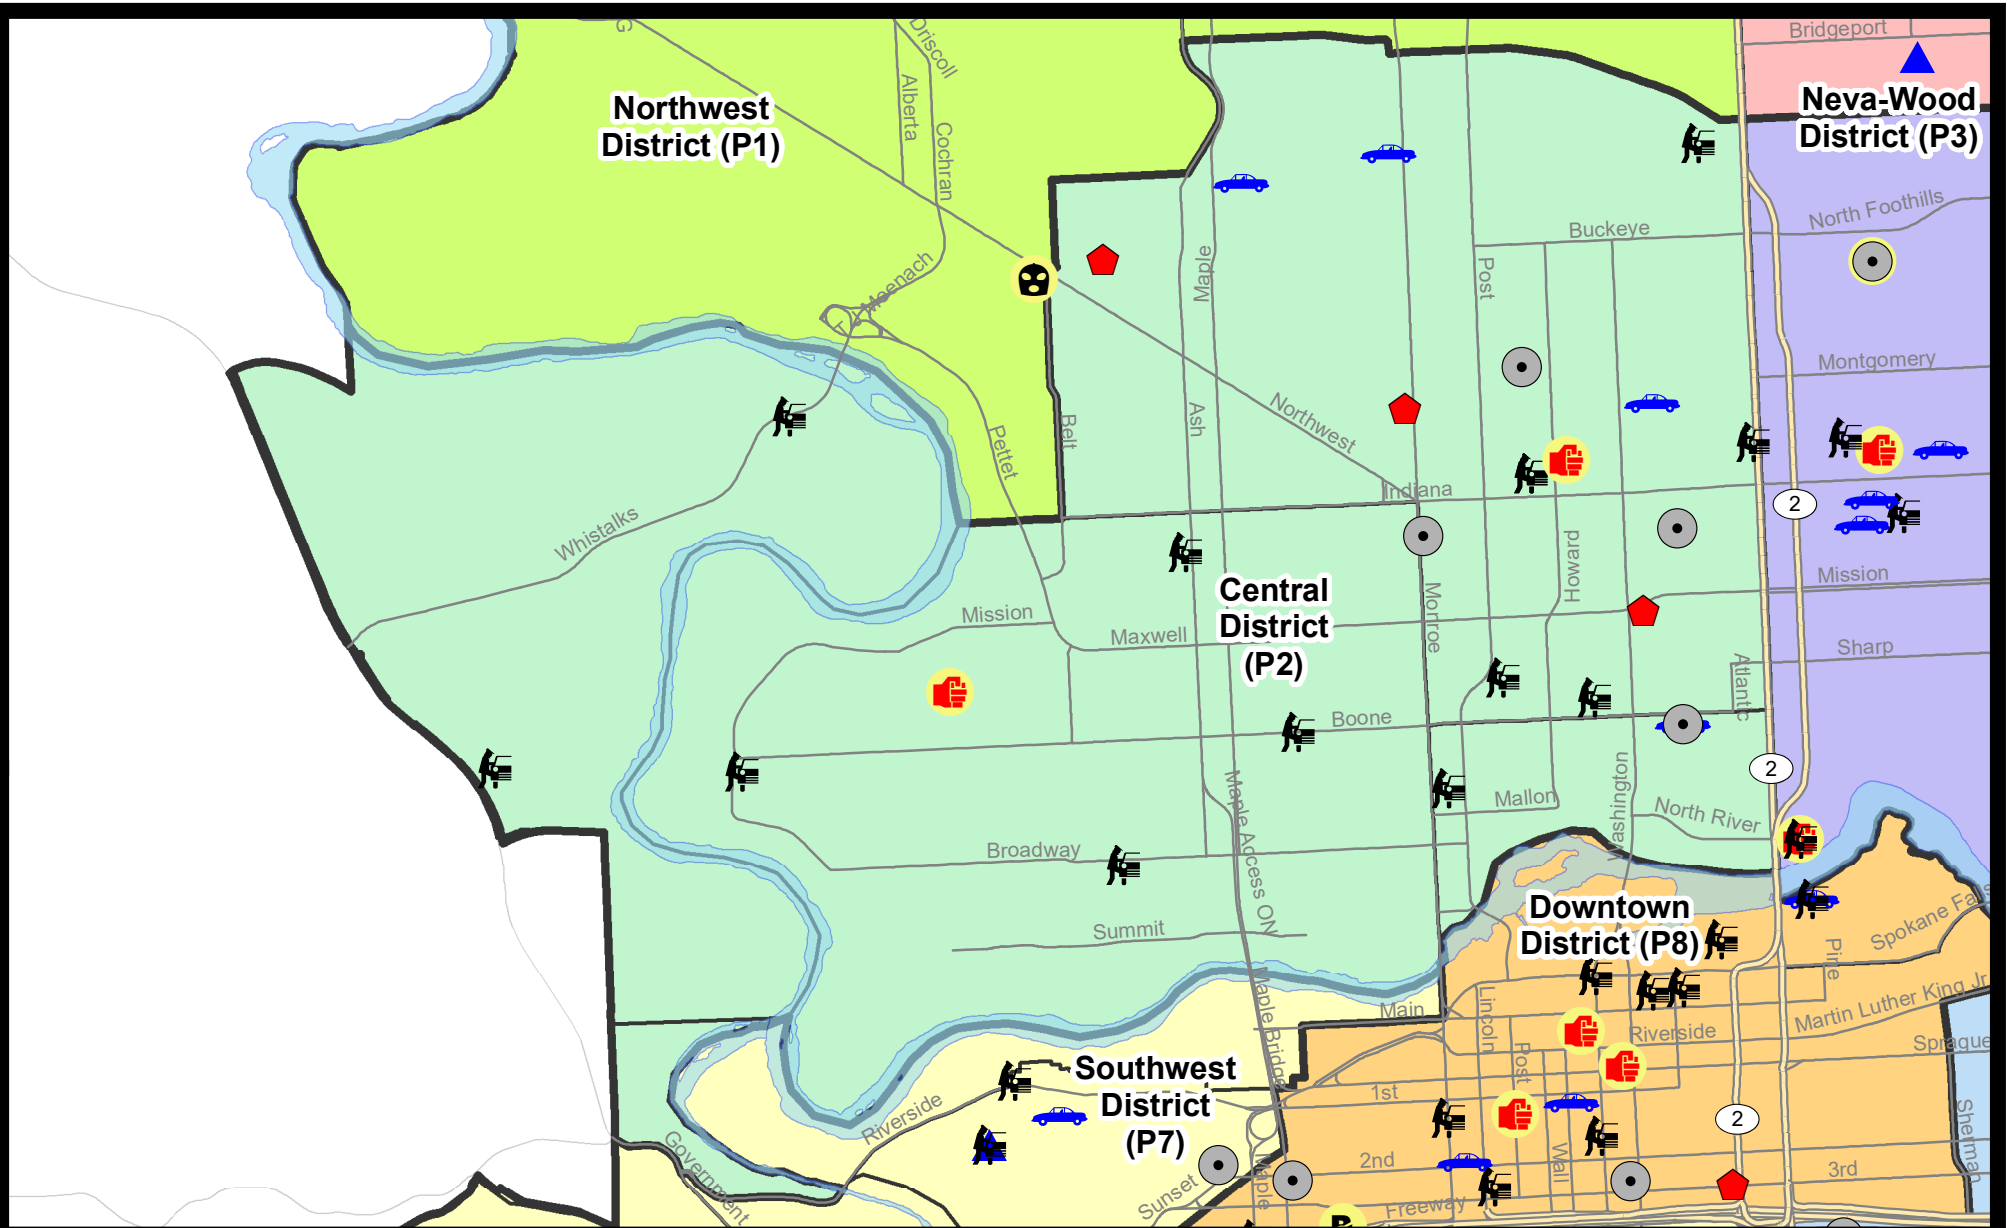 G
Driscoll
Bridgeport
Northwest
District (P1)
Alberta
Cochran
Neva-Wood
District (P3)
North Foothills
Buckeye
Maple
Post
Meenach
Montgomery
Northwest
Ash
Belt
Pettet
Indiana
2
Whistalks
Howard
Mission
Central
District
(P2)
Monroe
Mission
Maxwell
Sharp
Atlantic
Boone
2
Maple Access ON
Washington
Mallon
North River
Broadway
Downtown
District (P8)
Summit
Spokane Fa
Pine
Maple Bridge
Main
Lincoln
Martin Luther King Jr
Riverside
Sprague
Post
Southwest
District
(P7)
1st
Riverside
2
Sherman
Government
Wall
2nd
3rd
Maple
Sunset
Freeway